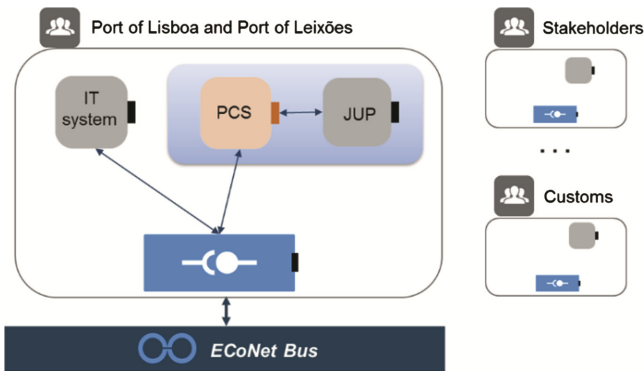 Port of Lisboa and Port of Leixões
IT
system
PCS
JUP
ECoNet Bus
Stakeholders
...
Customs